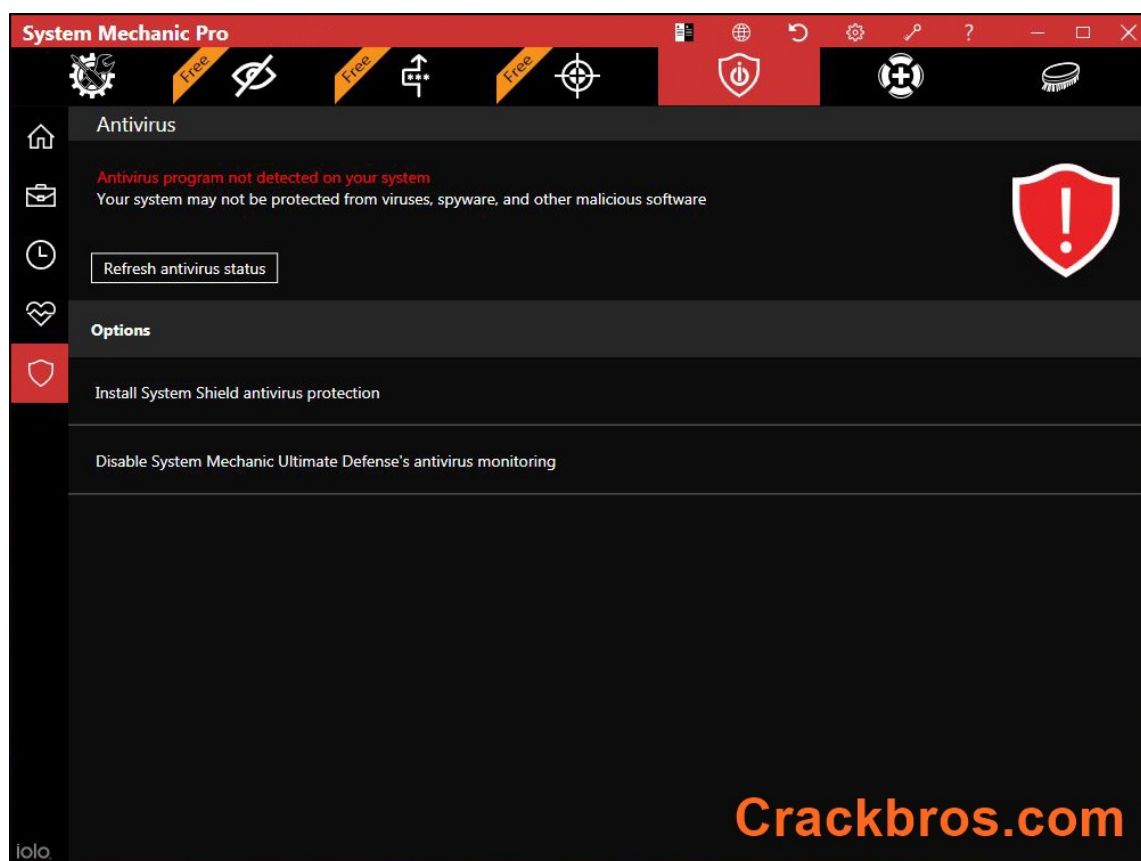 System Mechanic Pro
Free
Free
Free
Antivirus
Antivirus program not detected on your system
Your system may not be protected from viruses, spyware, and other malicious software
Refresh antivirus status
Options
Install System Shield antivirus protection
Disable System Mechanic Ultimate Defense's antivirus monitoring
Crackbros.com
iolo